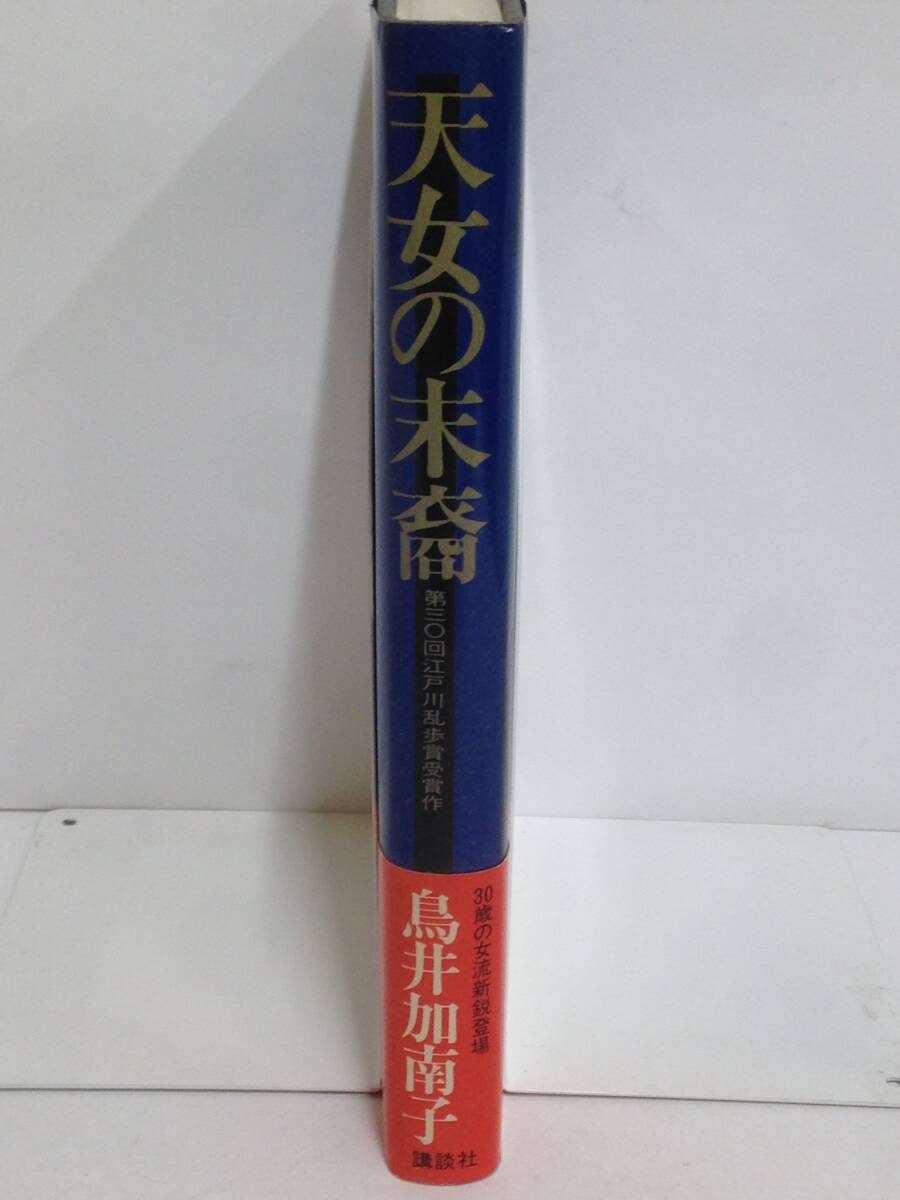 天女の末裔
第三〇回江戸川乱歩賞受賞作
30歳の女流新鋭登場
鳥井加南子
講談社